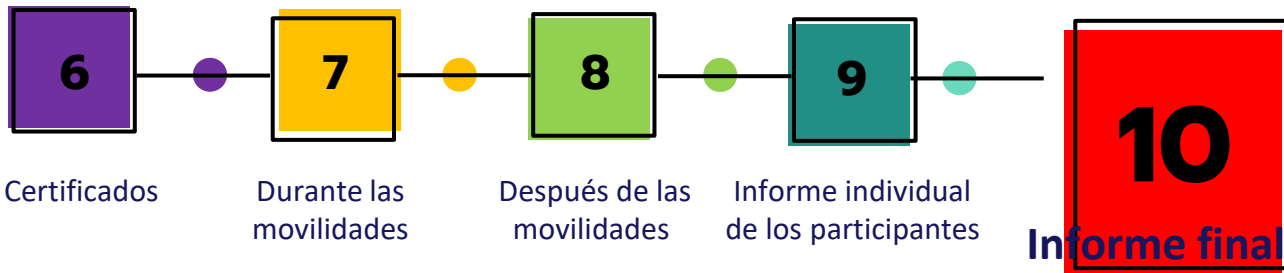 6
7
8
9
10
Certificados
Durante las
movilidades
Después de las
movilidades
Informe individual
de los participantes
Informe final